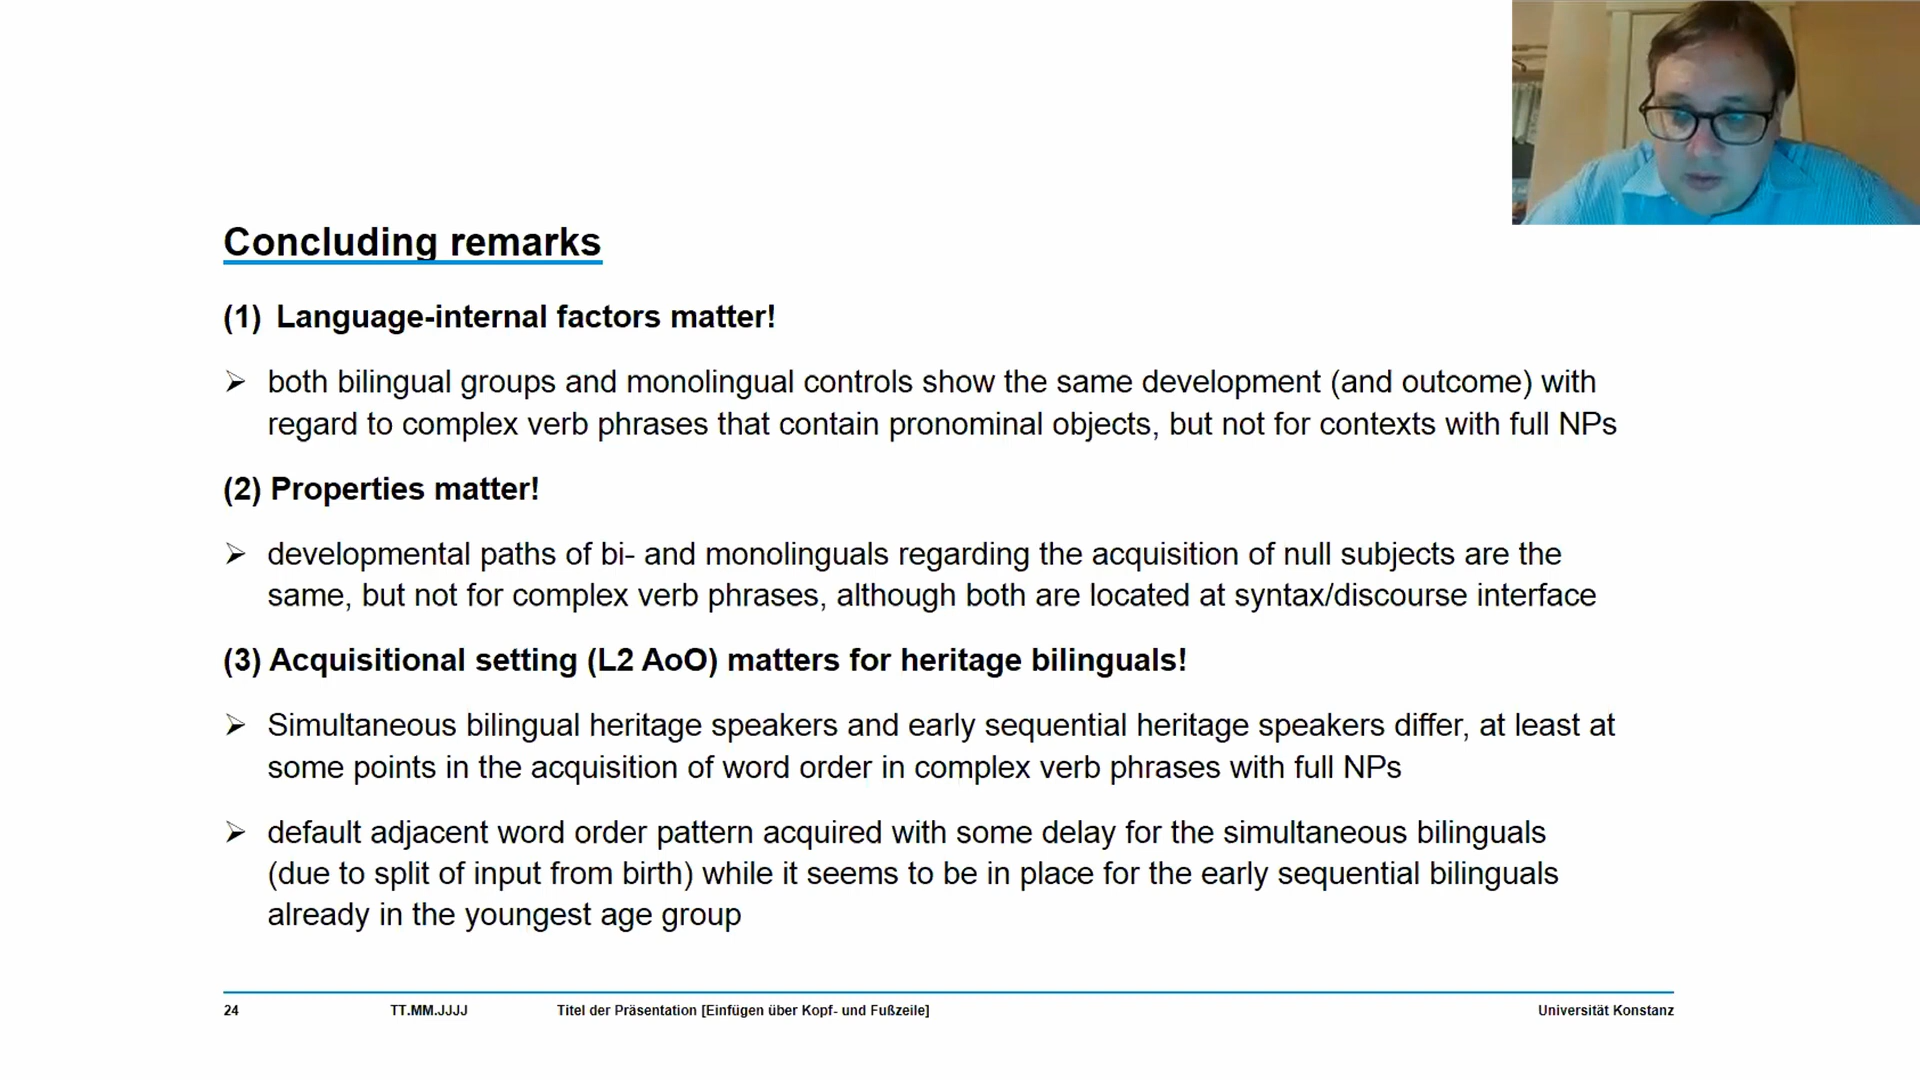 Concluding remarks
(1) Language-internal factors matter!
➢ both bilingual groups and monolingual controls show the same development (and outcome) with
regard to complex verb phrases that contain pronominal objects, but not for contexts with full NPs
(2) Properties matter!
➢ developmental paths of bi- and monolinguals regarding the acquisition of null subjects are the
same, but not for complex verb phrases, although both are located at syntax/discourse interface
(3) Acquisitional setting (L2 AoO) matters for heritage bilinguals!
➢ Simultaneous bilingual heritage speakers and early sequential heritage speakers differ, at least at
some points in the acquisition of word order in complex verb phrases with full NPs
➢ default adjacent word order pattern acquired with some delay for the simultaneous bilinguals
(due to split of input from birth) while it seems to be in place for the early sequential bilinguals
already in the youngest age group
24 TT.MM.JJJJ Titel der Präsentation [Einfügen über Kopf- und Fußzeile] Universität Konstanz